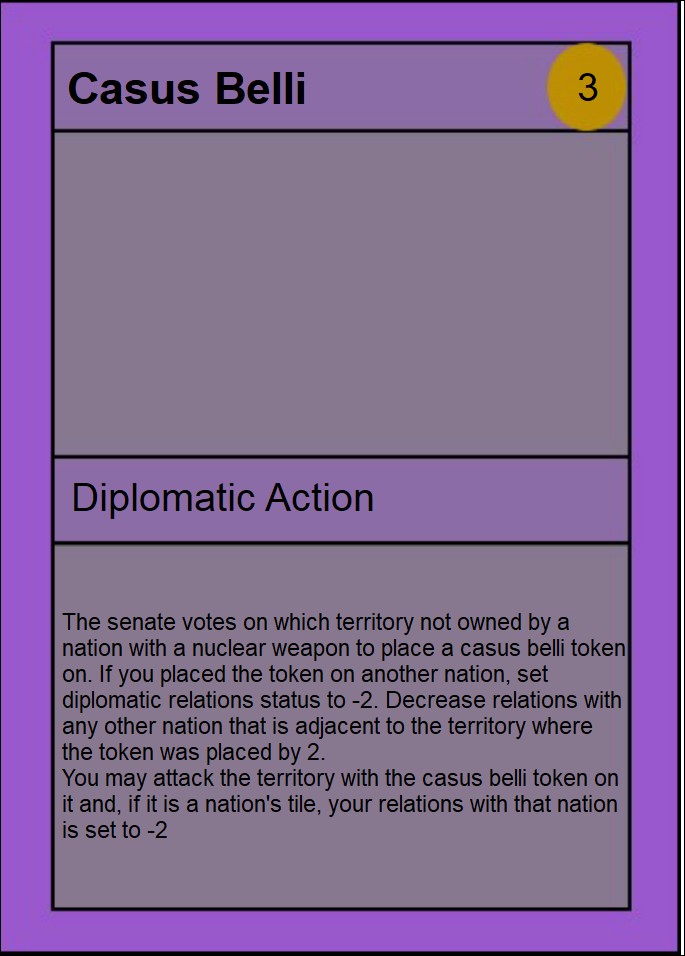 Casus Belli
3
Diplomatic Action
The senate votes on which territory not owned by a
nation with a nuclear weapon to place a casus belli token
on. If you placed the token on another nation, set
diplomatic relations status to -2. Decrease relations with
any other nation that is adjacent to the territory where
the token was placed by 2.
You may attack the territory with the casus belli token on
it and, if it is a nation's tile, your relations with that nation
is set to -2